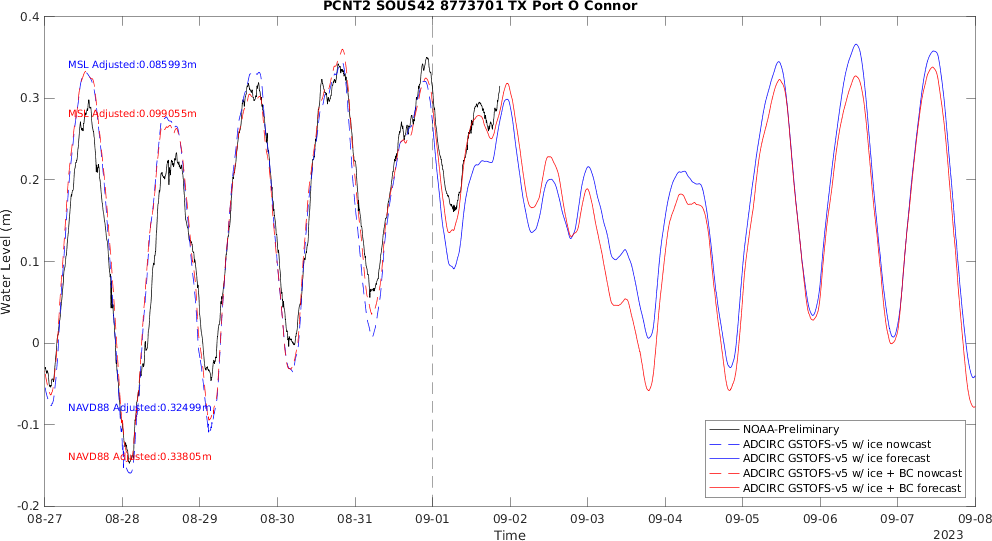 PCNT2 SOUS42 8773701 TX Port O Connor
0.4
0.3
0.2
0.1
0
-0.1
-0.2
Water Level (m)
MSL Adjusted:0.085993m
MSL Adjusted:0.099055m
NAVD88 Adjusted:0.32499m
NAVD88 Adjusted:0.33805m
NOAA-Preliminary
ADCIRC GSTOFS-v5 w/ ice nowcast
ADCIRC GSTOFS-v5 w/ ice forecast
ADCIRC GSTOFS-v5 w/ ice + BC nowcast
ADCIRC GSTOFS-v5 w/ ice + BC forecast
08-27 08-28 08-29 08-30 08-31 09-01 09-02 09-03 09-04 09-05 09-06 09-07 09-08
Time
2023